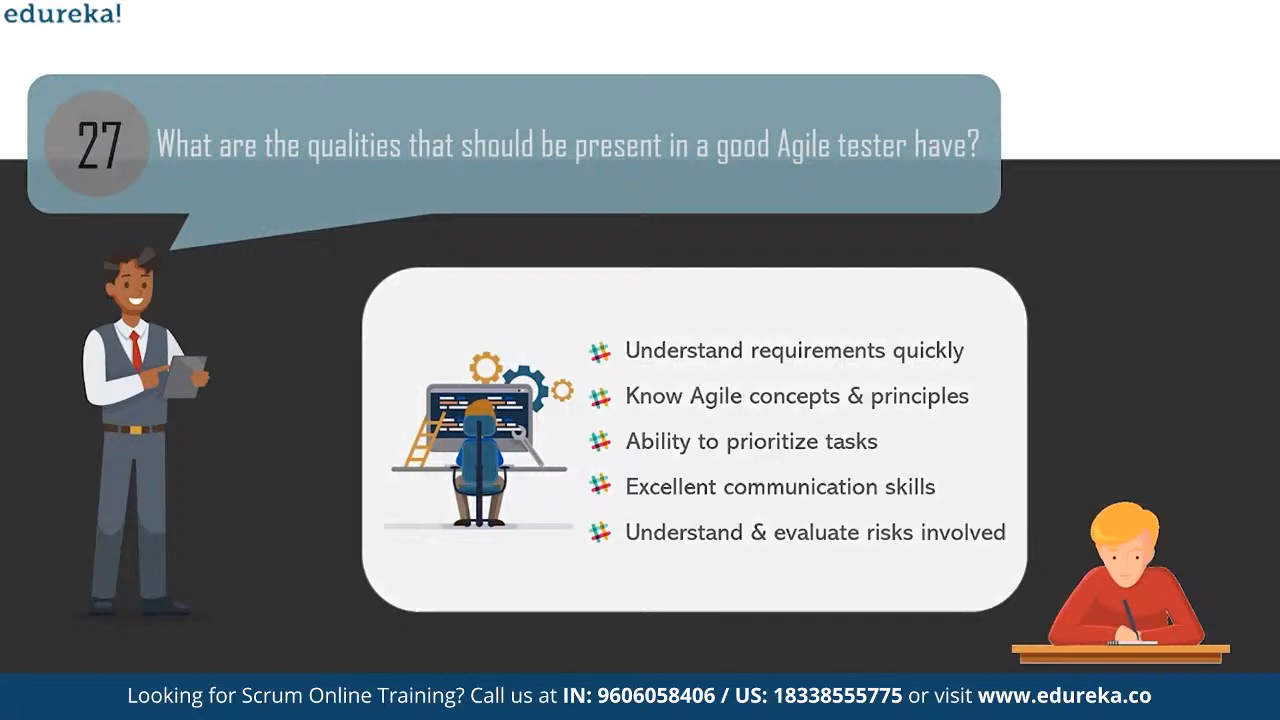 edureka!
27
What are the qualities that should be present in a good Agile tester have?
Understand requirements quickly
Know Agile concepts & principles
Ability to prioritize tasks
Excellent communication skills
Understand & evaluate risks involved
Looking for Scrum Online Training? Call us at IN: 9606058406 / US: 18338555775 or visit www.edureka.co